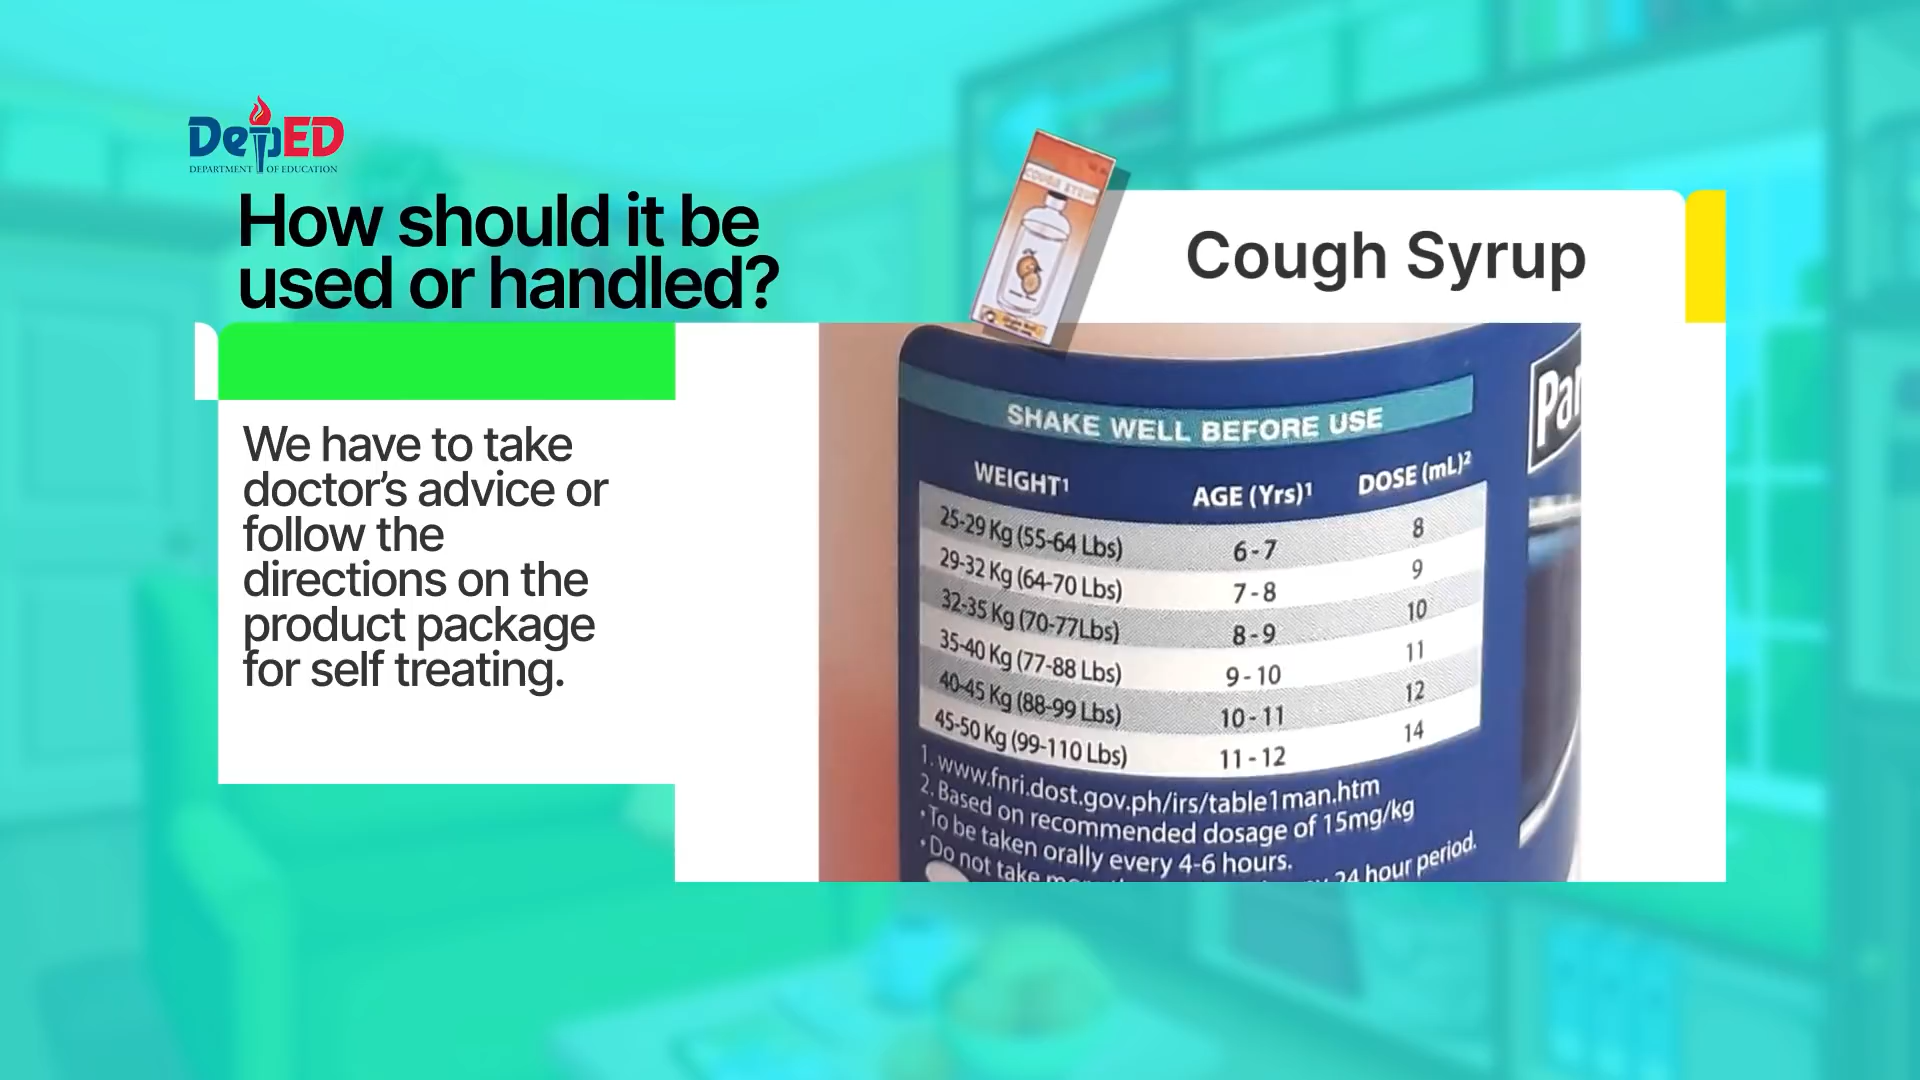 DepED
DEPARTMENT OF EDUCATION
How should it be
used or handled?
COUGH SYRUP
Cough Syrup
We have to take
doctor's advice or
follow the
directions on the
product package
for self treating.
SHAKE WELL BEFORE USE
WEIGHT¹ AGE (Yrs)¹ DOSE (mL)²
25-29 Kg (55-64 Lbs) 6-7 8
29-32 Kg (64-70 Lbs) 7-8 9
32-35 Kg (70-77Lbs) 8-9 10
35-40 Kg (77-88 Lbs) 9-10 11
40-45 Kg (88-99 Lbs) 10-11 12
45-50 Kg (99-110 Lbs) 11-12 14
1. www.fnri.dost.gov.ph/irs/table1man.htm
2. Based on recommended dosage of 15mg/kg
•To be taken orally every 4-6 hours.
•Do not take 24 hour period.
Par